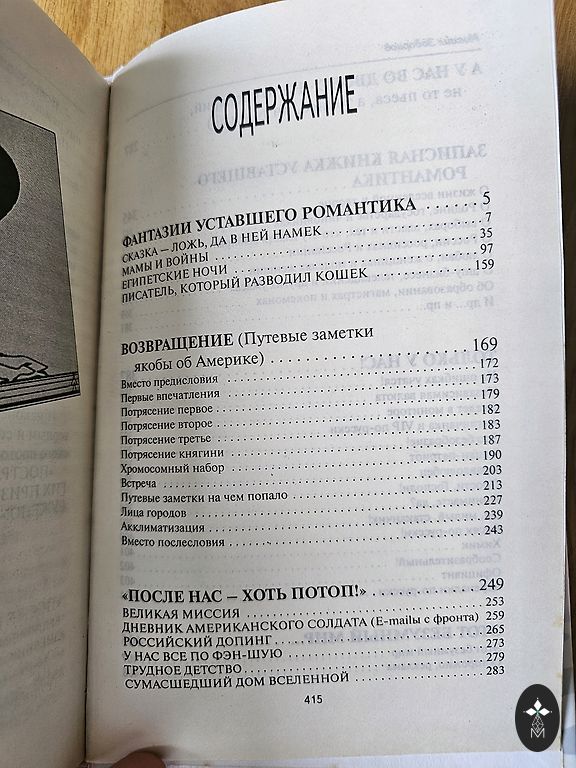 СОДЕРЖАНИЕ
ФАНТАЗИИ УСТАВШЕГО РОМАНТИКА . . . . . . 5
СКАЗКА – ЛОЖЬ, ДА В НЕЙ НАМЕК . . . . . . 7
МАМЫ И ВОЙНЫ . . . . . . 35
ЕГИПЕТСКИЕ НОЧИ . . . . . . 97
ПИСАТЕЛЬ, КОТОРЫЙ РАЗВОДИЛ КОШЕК . . . . . . 159
ВОЗВРАЩЕНИЕ (Путевые заметки
якобы об Америке) . . . . . . 169
Вместо предисловия . . . . . . 172
Первые впечатления . . . . . . 173
Потрясение первое . . . . . . 179
Потрясение второе . . . . . . 182
Потрясение третье . . . . . . 183
Потрясение княгини . . . . . . 187
Хромосомный набор . . . . . . 190
Встреча . . . . . . 203
Путевые заметки на чем попало . . . . . . 213
Лица городов . . . . . . 227
Акклиматизация . . . . . . 239
Вместо послесловия . . . . . . 243
«ПОСЛЕ НАС – ХОТЬ ПОТОП!» . . . . . . 249
ВЕЛИКАЯ МИССИЯ . . . . . . 253
ДНЕВНИК АМЕРИКАНСКОГО СОЛДАТА (E-mailы с фронта) 259
РОССИЙСКИЙ ДОПИНГ . . . . . . 265
У НАС ВСЕ ПО ФЭН-ШУЮ . . . . . . 273
ТРУДНОЕ ДЕТСТВО . . . . . . 279
СУМАСШЕДШИЙ ДОМ ВСЕЛЕННОЙ . . . . . . 283
415